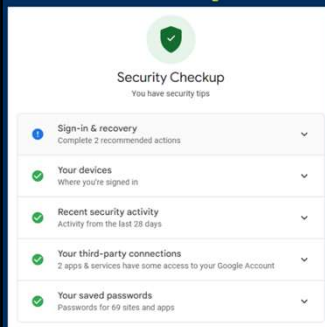 Security Checkup
You have security tips
Sign-in & recovery
Complete 2 recommended actions
Your devices
Where you're signed in
Recent security activity
Activity from the last 28 days
Your third-party connections
2 apps & services have some access to your Google Account
Your saved passwords
Passwords for 69 sites and apps